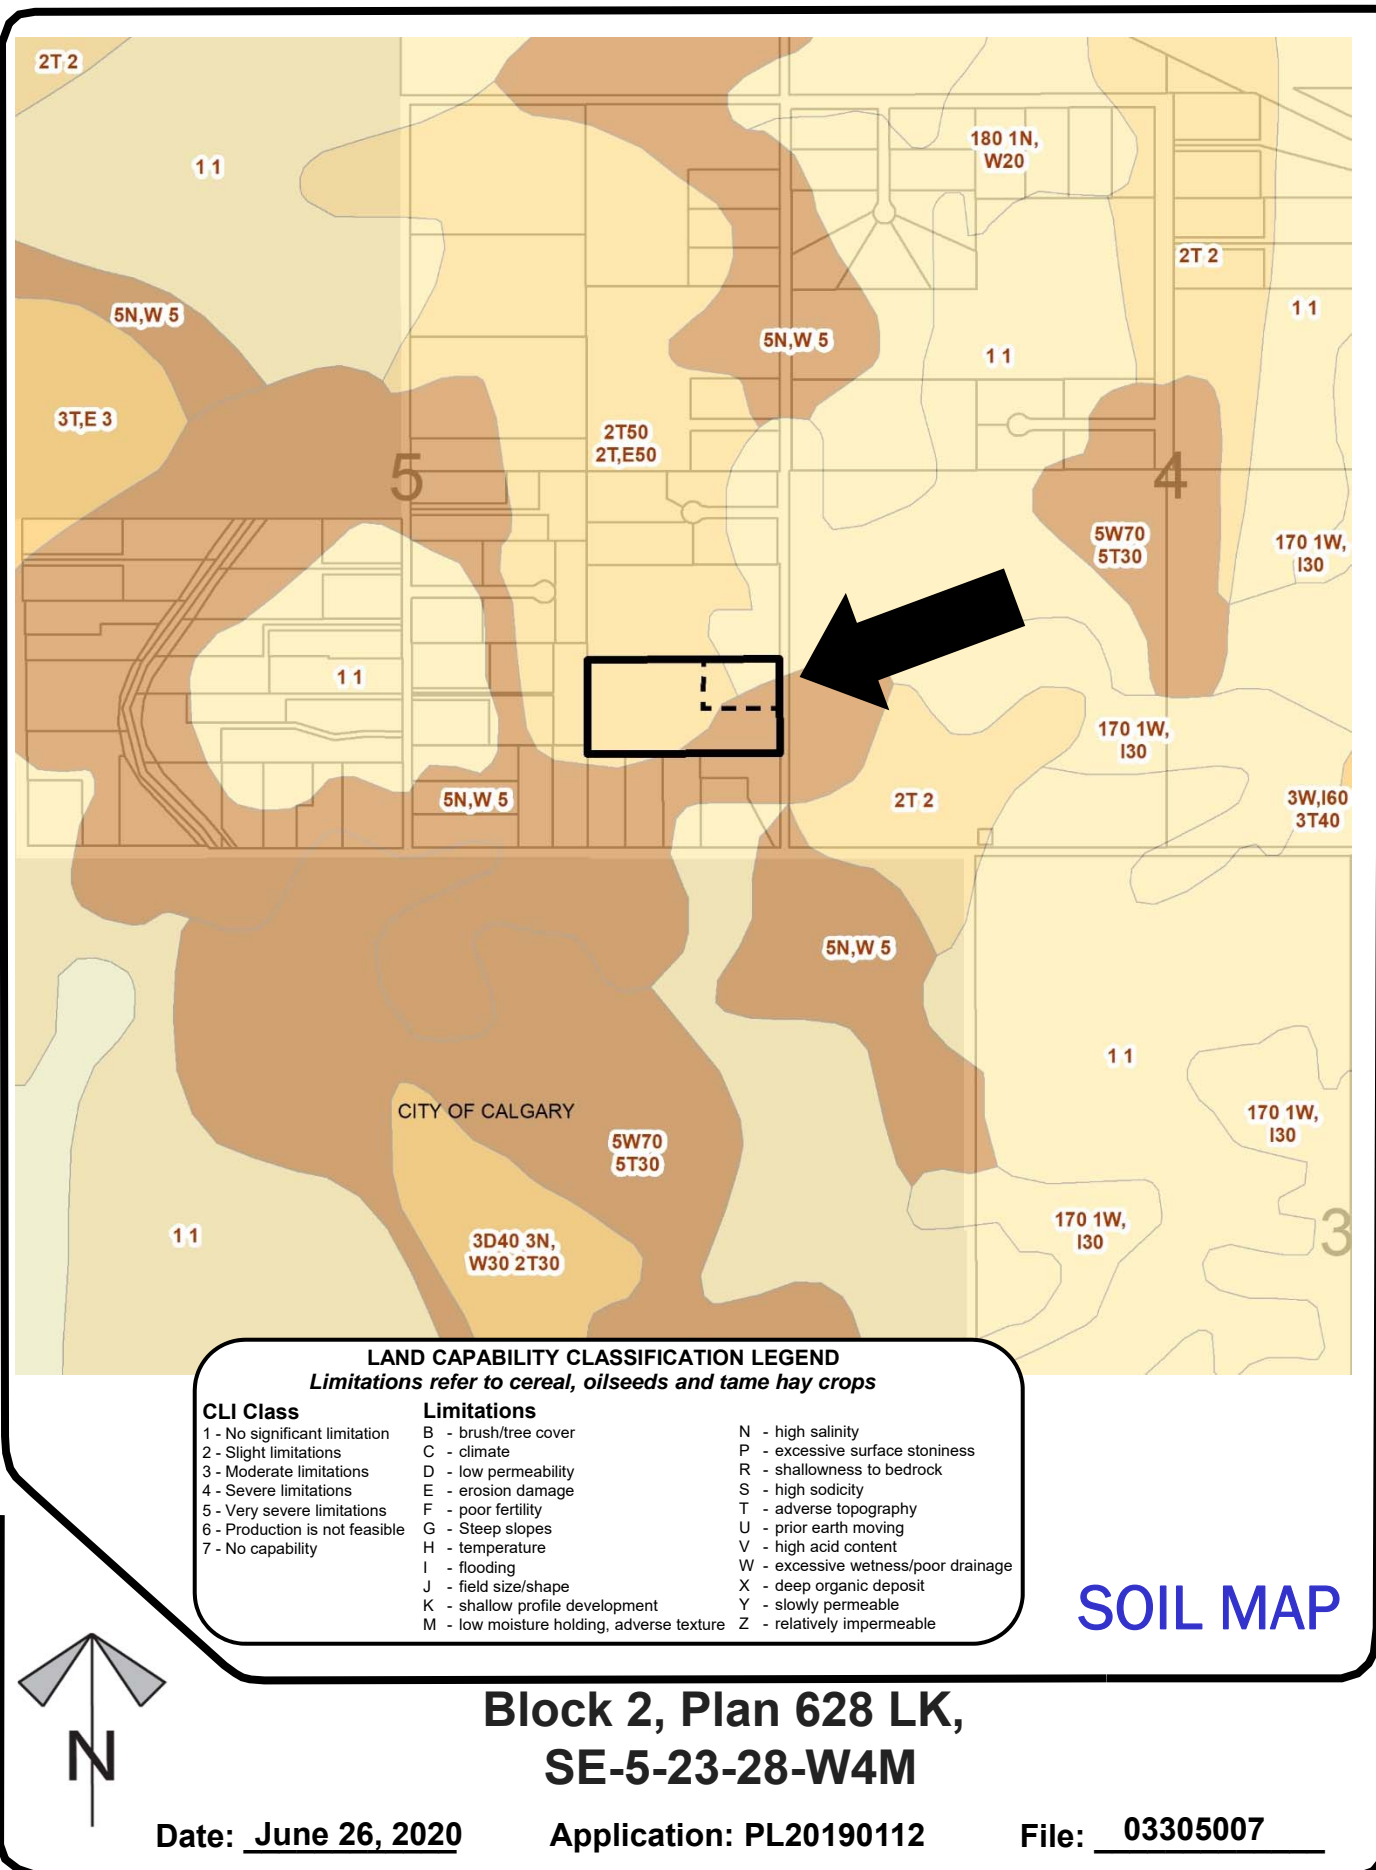 2T 2
1 1
180 1N,
W20
2T 2
1 1
5N,W 5
5N,W 5
1 1
3T,E 3
2T50
2T,E50
5
4
5W70
5T30
170 1W,
I30
1 1
170 1W,
I30
5N,W 5
2T 2
3W,I60
3T40
5N,W 5
1 1
CITY OF CALGARY
170 1W,
I30
5W70
5T30
1 1
3D40 3N,
W30 2T30
170 1W,
I30
3
LAND CAPABILITY CLASSIFICATION LEGEND
Limitations refer to cereal, oilseeds and tame hay crops
CLI Class
1 - No significant limitation
2 - Slight limitations
3 - Moderate limitations
4 - Severe limitations
5 - Very severe limitations
6 - Production is not feasible
7 - No capability
Limitations
B - brush/tree cover
C - climate
D - low permeability
E - erosion damage
F - poor fertility
G - Steep slopes
H - temperature
I - flooding
J - field size/shape
K - shallow profile development
M - low moisture holding, adverse texture
N - high salinity
P - excessive surface stoniness
R - shallowness to bedrock
S - high sodicity
T - adverse topography
U - prior earth moving
V - high acid content
W - excessive wetness/poor drainage
X - deep organic deposit
Y - slowly permeable
Z - relatively impermeable
SOIL MAP
N
Block 2, Plan 628 LK,
SE-5-23-28-W4M
Date: June 26, 2020 Application: PL20190112 File: 03305007